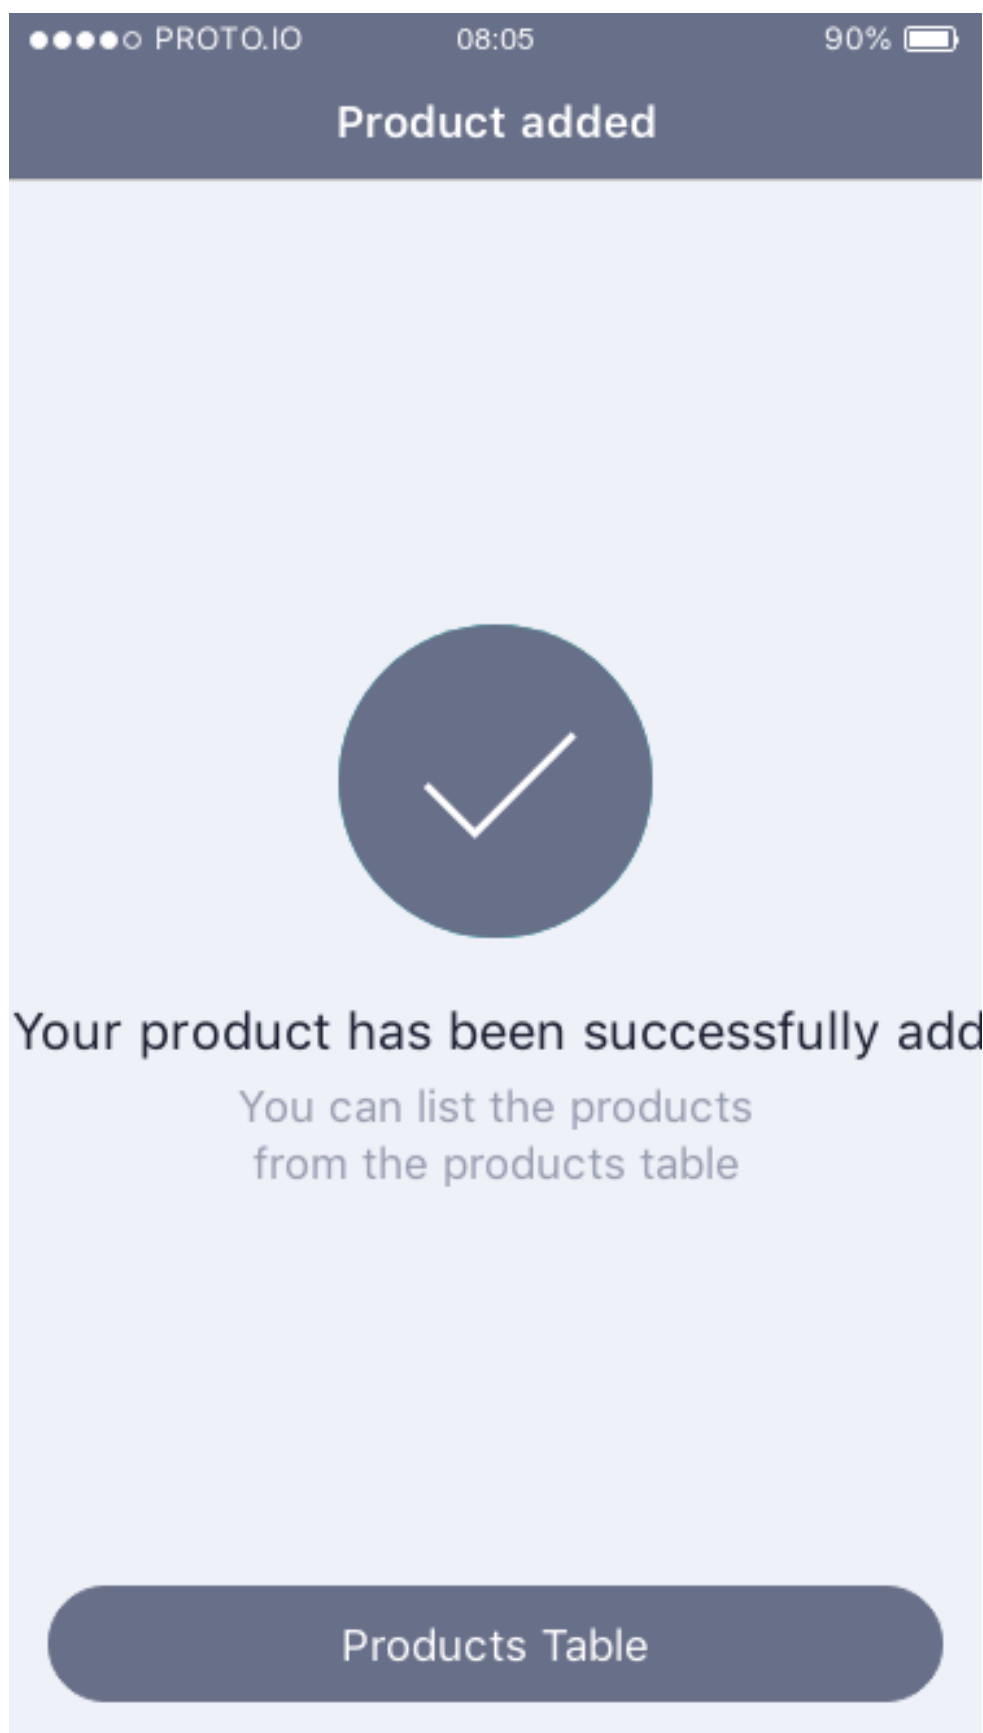 PROTO.IO 08:05 90%
Product added
Your product has been successfully add
You can list the products
from the products table
Products Table